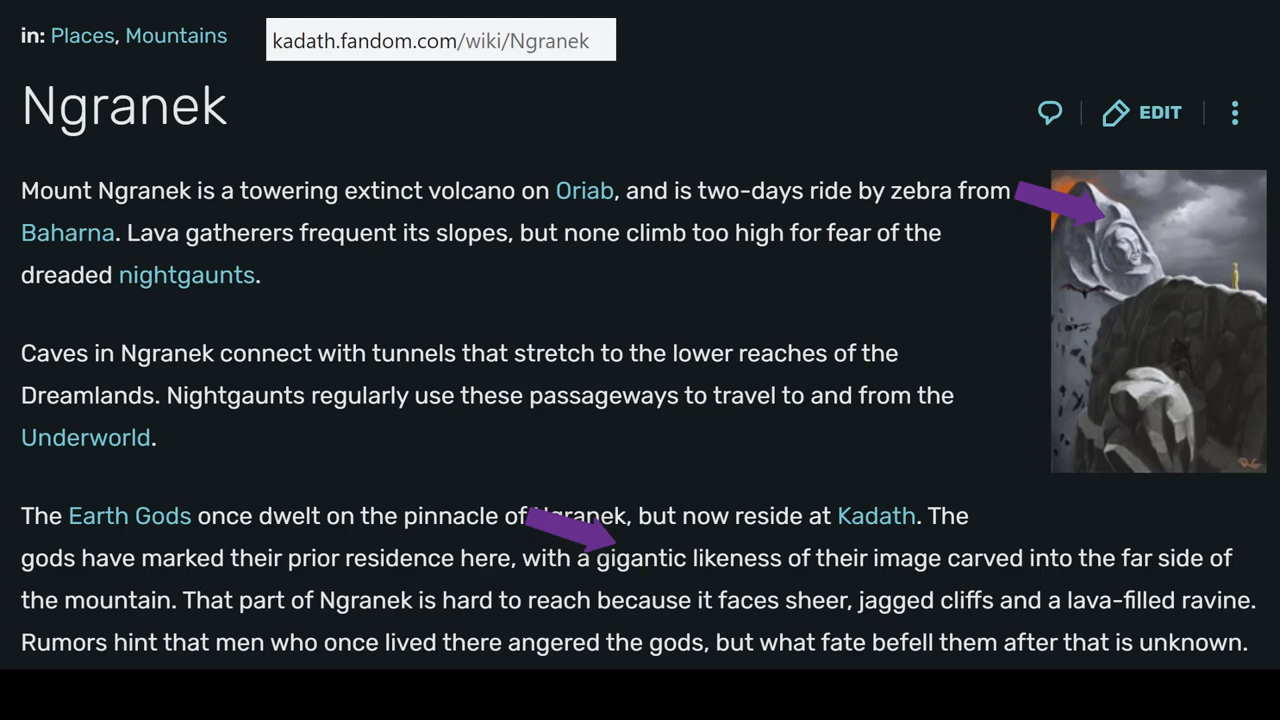 in: Places, Mountains
kadath.fandom.com/wiki/Ngranek
Ngranek
EDIT
Mount Ngranek is a towering extinct volcano on Oriab, and is two-days ride by zebra from
Baharna. Lava gatherers frequent its slopes, but none climb too high for fear of the
dreaded nightgaunts.
Caves in Ngranek connect with tunnels that stretch to the lower reaches of the
Dreamlands. Nightgaunts regularly use these passageways to travel to and from the
Underworld.
The Earth Gods once dwelt on the pinnacle of Ngranek, but now reside at Kadath. The
gods have marked their prior residence here, with a gigantic likeness of their image carved into the far side of
the mountain. That part of Ngranek is hard to reach because it faces sheer, jagged cliffs and a lava-filled ravine.
Rumors hint that men who once lived there angered the gods, but what fate befell them after that is unknown.